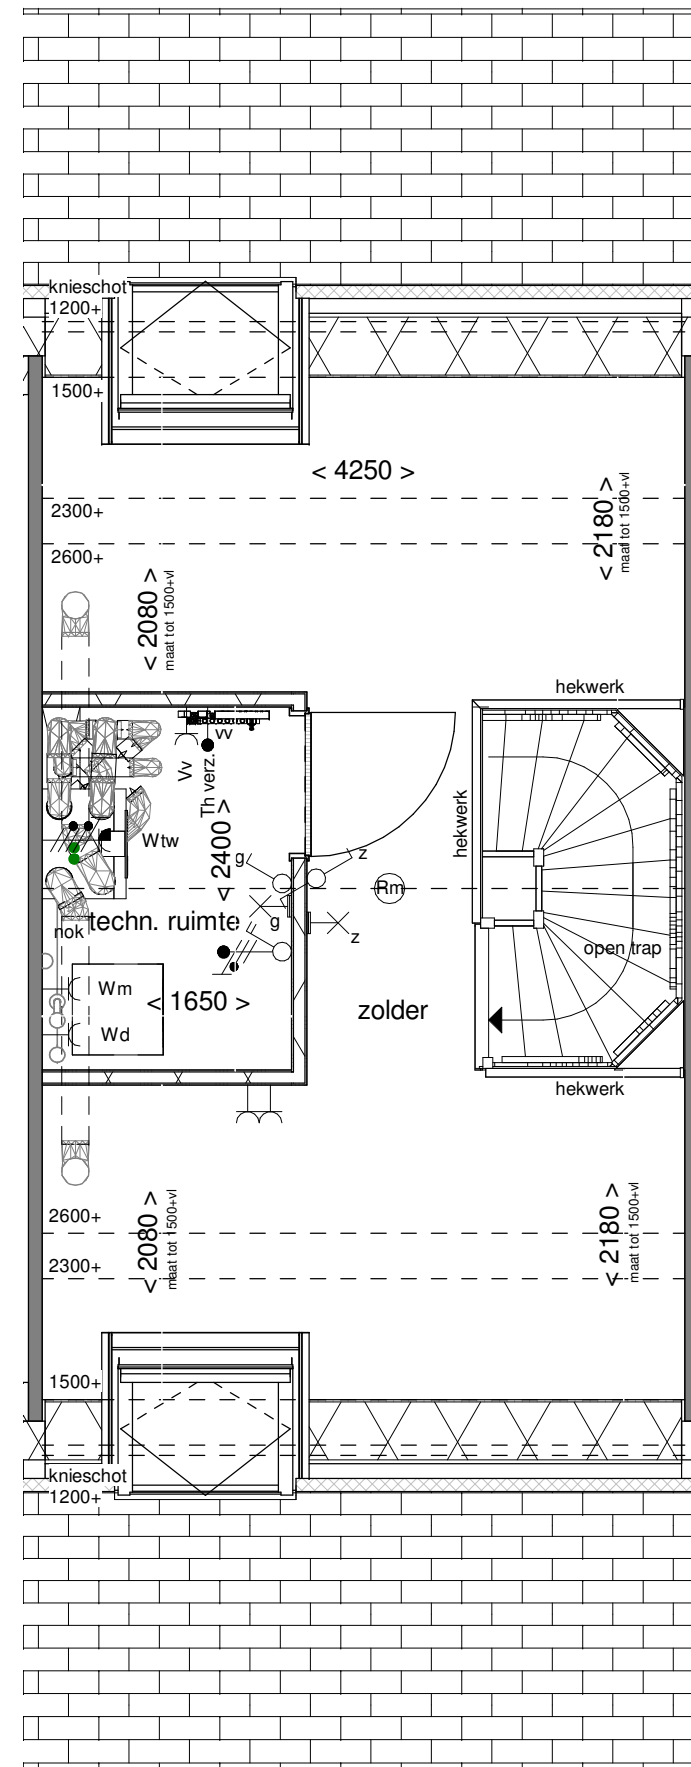 knieschot
1200+
1500+
< 4250 >
2300+
< 2180 >
maat tot 1500+vl
2600+
< 2080 >
maat tot 1500+vl
hekwerk
vv
Vv
Th verz.
hekwerk
Wtw
< 2400 >
g
z
Rm
nok
techn. ruimte
g
z
open trap
Wm
< 1650 >
zolder
Wd
hekwerk
2600+
< 2080 >
maat tot 1500+vl
< 2180 >
maat tot 1500+vl
2300+
1500+
knieschot
1200+